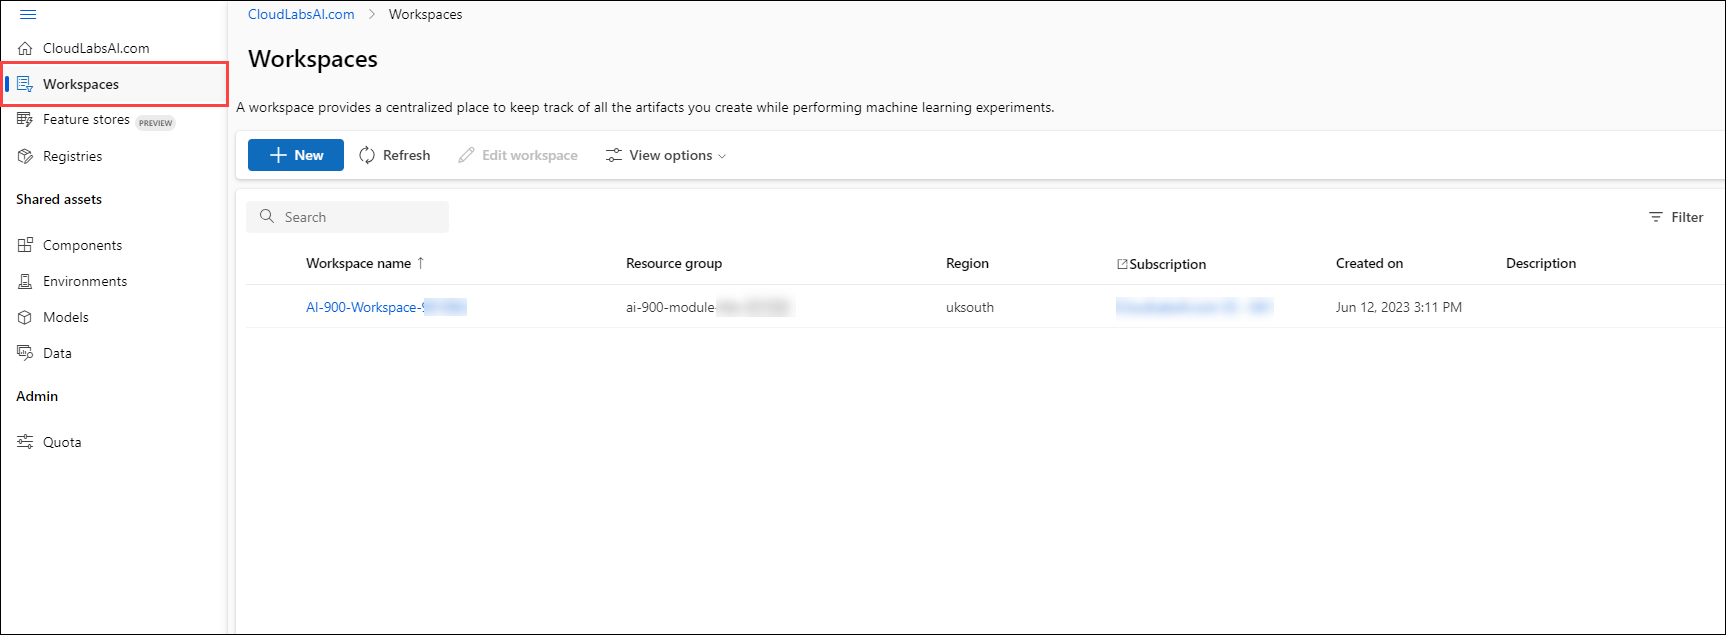 CloudLabsAI.com > Workspaces
CloudLabsAI.com
Workspaces
Feature stores PREVIEW
Registries
Shared assets
Components
Environments
Models
Data
Admin
Quota
Workspaces
A workspace provides a centralized place to keep track of all the artifacts you create while performing machine learning experiments.
New Refresh Edit workspace View options
Search Filter
Workspace name ↑ Resource group Region Subscription Created on Description
AI-900-Workspace- ai-900-module- uksouth Jun 12, 2023 3:11 PM